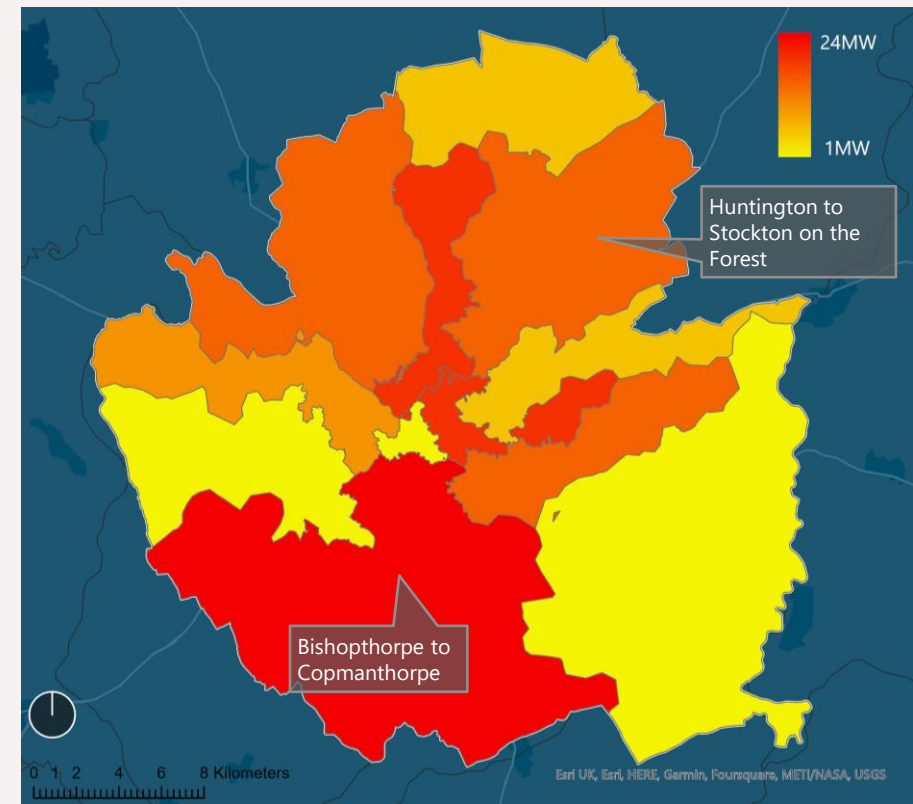 24MW
1MW
Huntington to
Stockton on the
Forest
Bishopthorpe to
Copmanthorpe
0 1 2 4 6 8 Kilometers
Esri UK, Esri, HERE, Garmin, Foursquare, METI/NASA, USGS